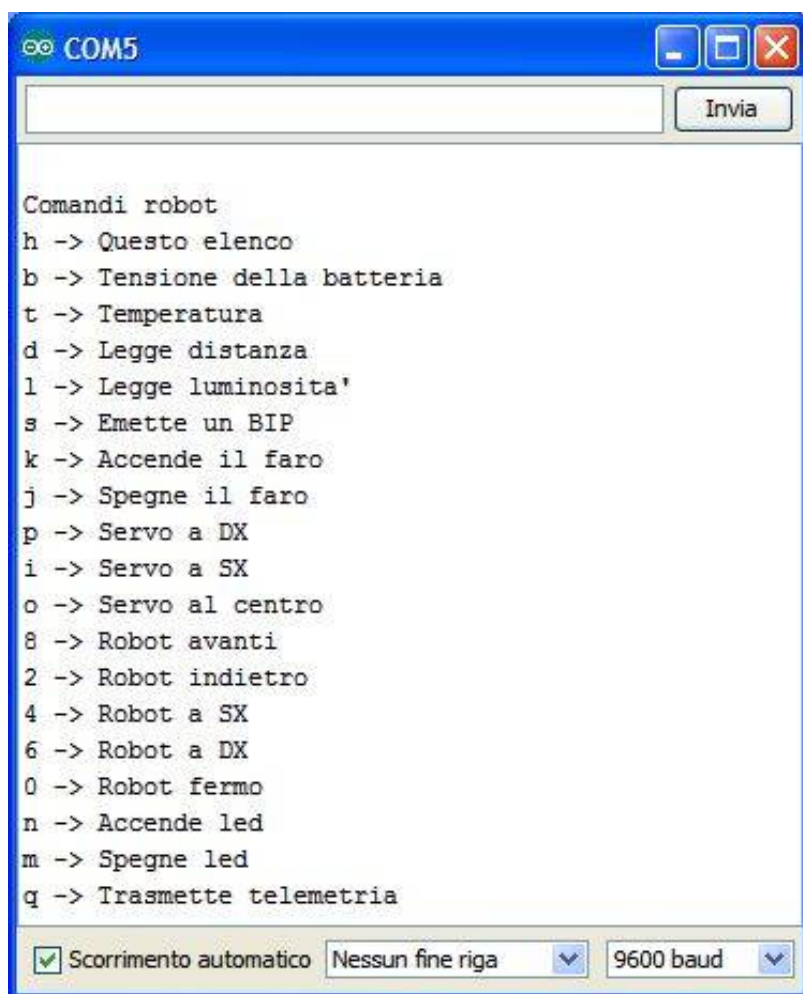 COM5
Invia
Comandi robot
h -> Questo elenco
b -> Tensione della batteria
t -> Temperatura
d -> Legge distanza
l -> Legge luminosita'
s -> Emette un BIP
k -> Accende il faro
j -> Spegne il faro
p -> Servo a DX
i -> Servo a SX
o -> Servo al centro
8 -> Robot avanti
2 -> Robot indietro
4 -> Robot a SX
6 -> Robot a DX
0 -> Robot fermo
n -> Accende led
m -> Spegne led
q -> Trasmette telemetria
Scorrimento automatico Nessun fine riga 9600 baud